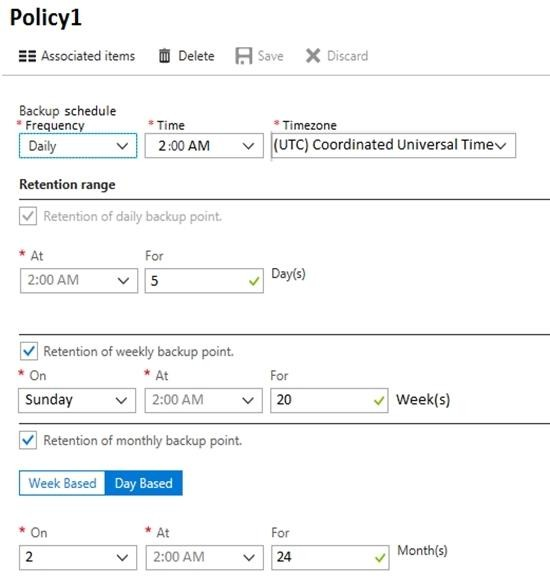 Policy1
Associated items Delete Save Discard
Backup schedule
* Frequency * Time * Timezone
Daily 2:00 AM (UTC) Coordinated Universal Time
Retention range
Retention of daily backup point.
* At For
2:00 AM 5 Day(s)
Retention of weekly backup point.
* On * At For
Sunday 2:00 AM 20 Week(s)
Retention of monthly backup point.
Week Based Day Based
* On * At For
2 2:00 AM 24 Month(s)